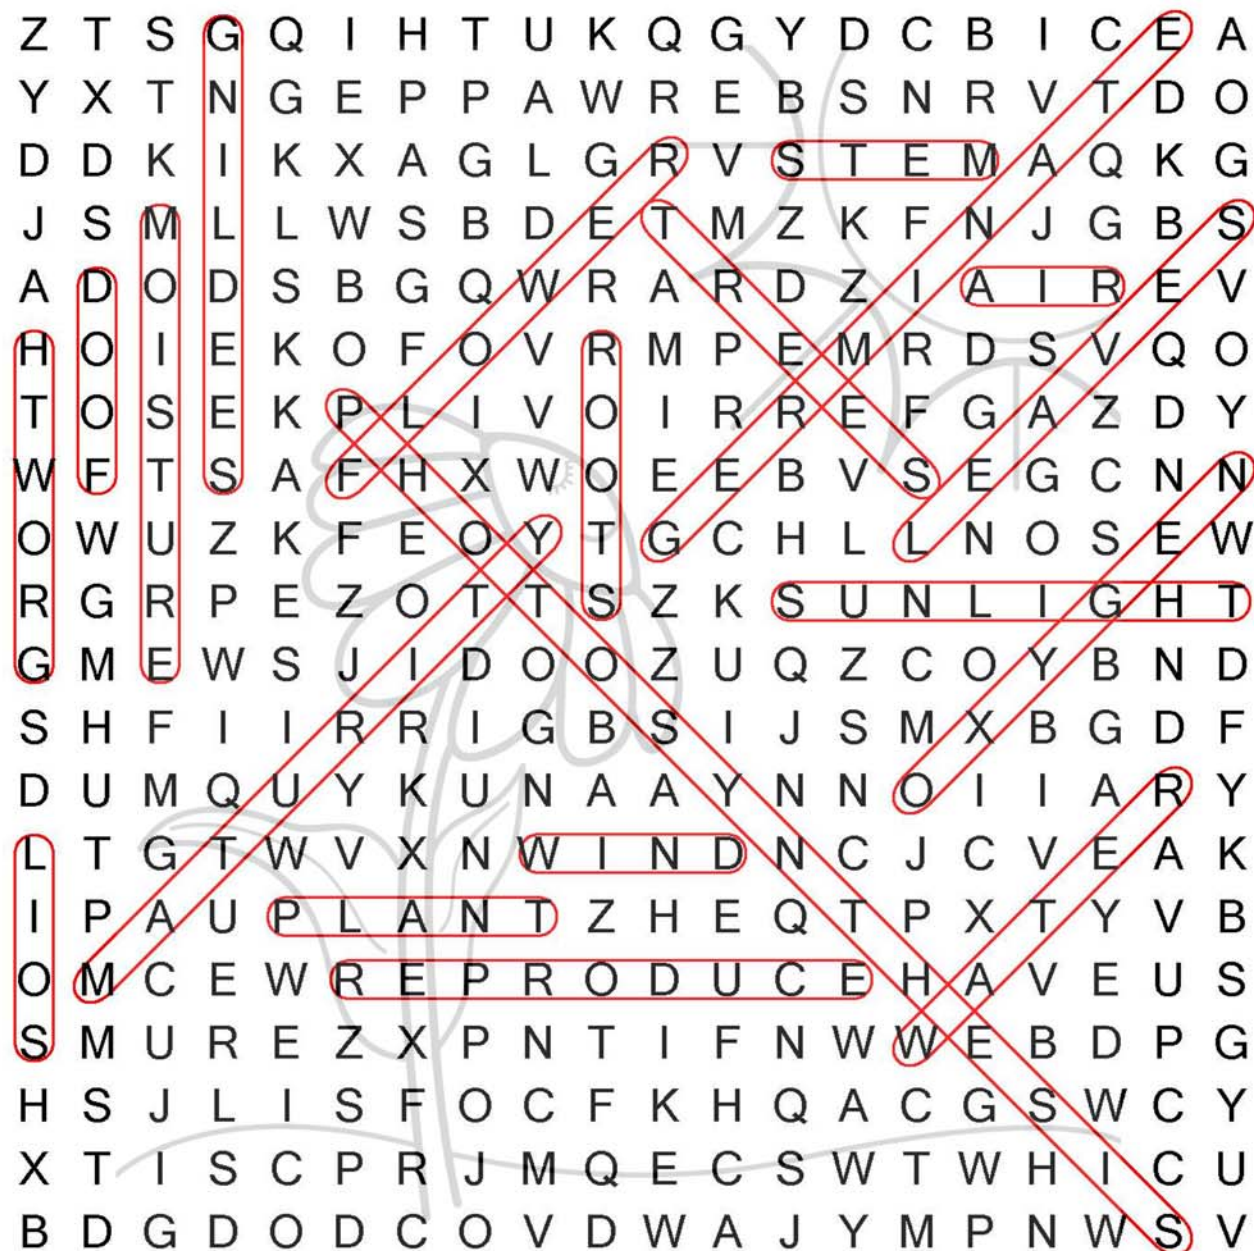 Z T S G Q I H T U K Q G Y D C B I C E A
Y X T N G E P P A W R E B S N R V T D O
D D K I K X A G L G R V S T E M A Q K G
J S M L L W S B D E T M Z K F N J G B S
A D O D S B G Q W R A R D Z I A I R E V
H O I E K O F O V R M P E M R D S V Q O
T O S E K P L I V O I R R E F G A Z D Y
W F T S A F H X W O E E B V S E G C N N
O W U Z K F E O Y T G C H L L N O S E W
R G R P E Z O T T S Z K S U N L I G H T
G M E W S J I D O O Z U Q Z C O Y B N D
S H F I I R R I G B S I J S M X B G D F
D U M Q U Y K U N A A Y N N O I I A R Y
L T G T W V X N W I N D N C J C V E A K
I P A U P L A N T Z H E Q T P X T Y V B
O M C E W R E P R O D U C E H A V E U S
S M U R E Z X P N T I F N W W E B D P G
H S J L I S F O C F K H Q A C G S W C Y
X T I S C P R J M Q E C S W T W H I C U
B D G D O D C O V D W A J Y M P N W S V